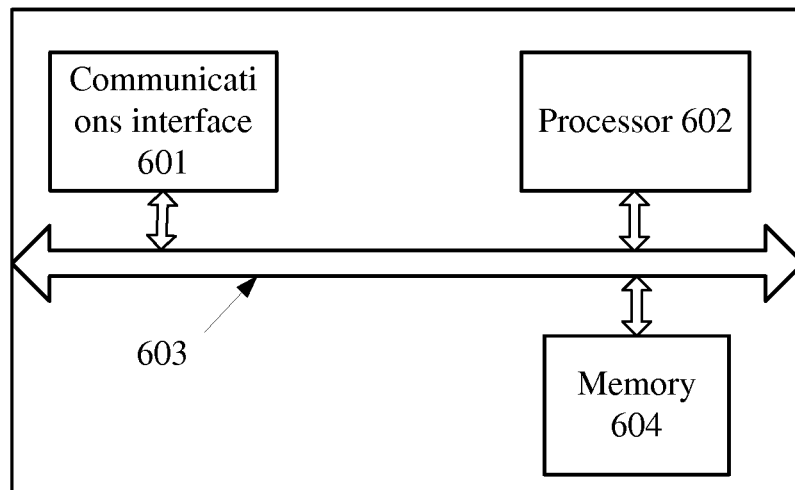 Communicati
ons interface
601
Processor 602
603
Memory
604